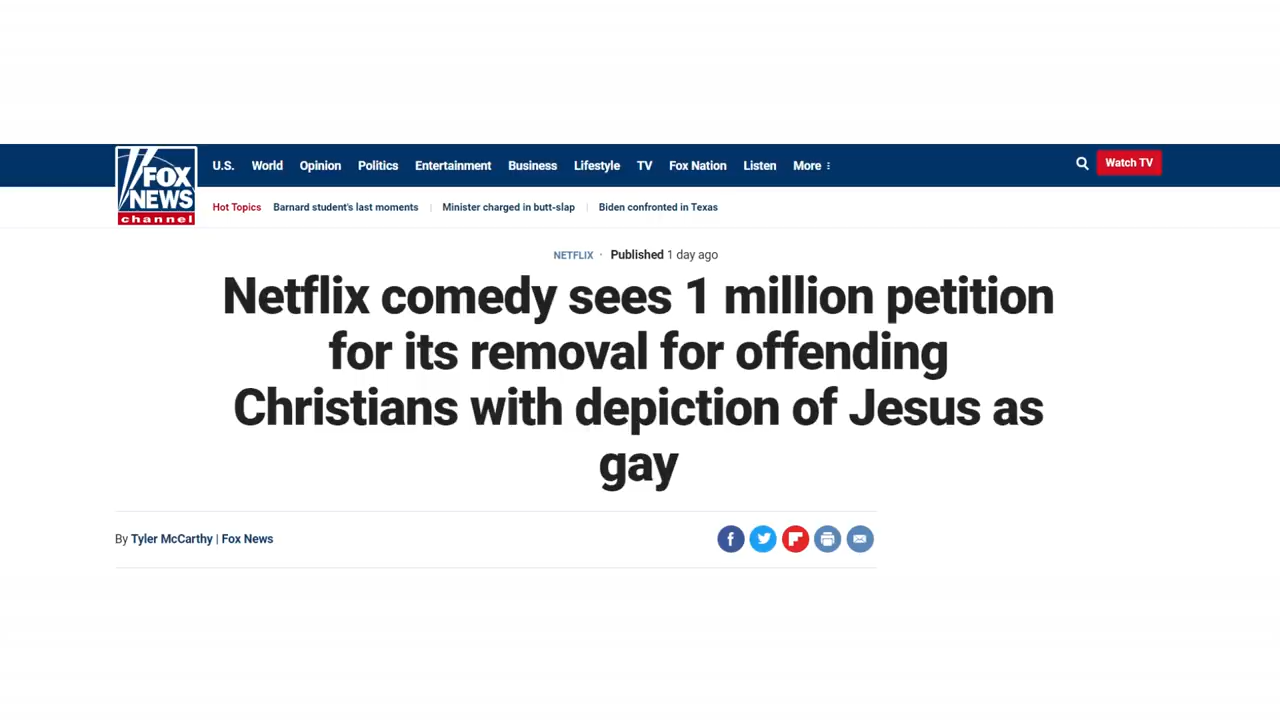 FOX
NEWS
channel
U.S. World Opinion Politics Entertainment Business Lifestyle TV Fox Nation Listen More
Watch TV
Hot Topics Barnard student's last moments Minister charged in butt-slap Biden confronted in Texas
NETFLIX · Published 1 day ago
Netflix comedy sees 1 million petition
for its removal for offending
Christians with depiction of Jesus as
gay
By Tyler McCarthy | Fox News